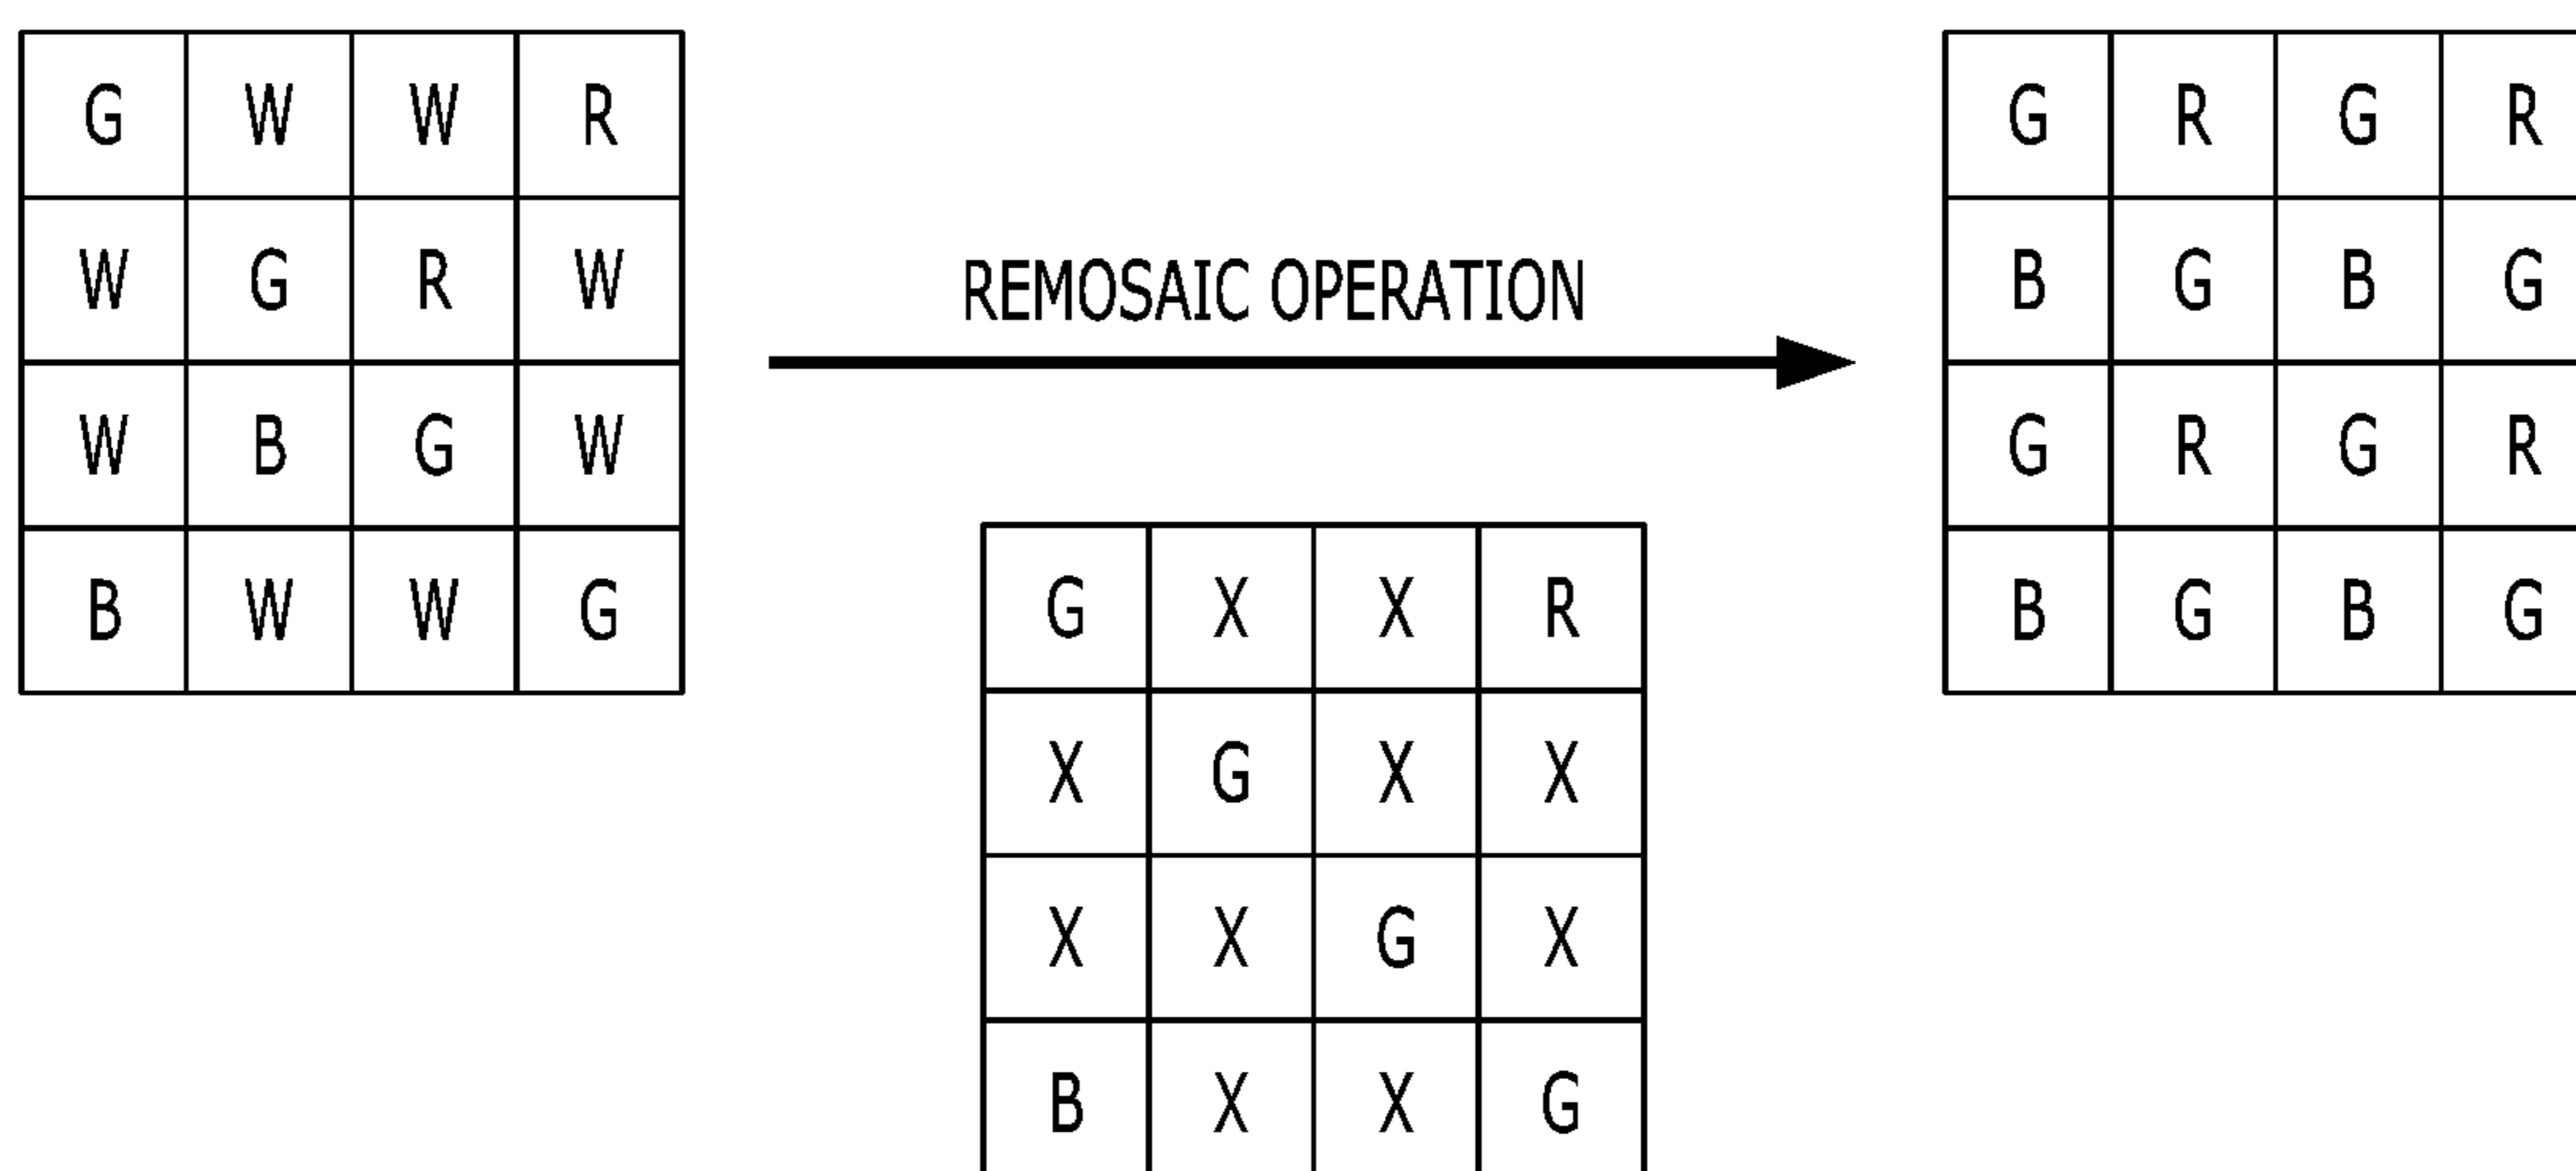 G W W R
W G R W
W B G W
B W W G
REMOSAIC OPERATION
G X X R
X G X X
X X G X
B X X G
G R G R
B G B G
G R G R
B G B G